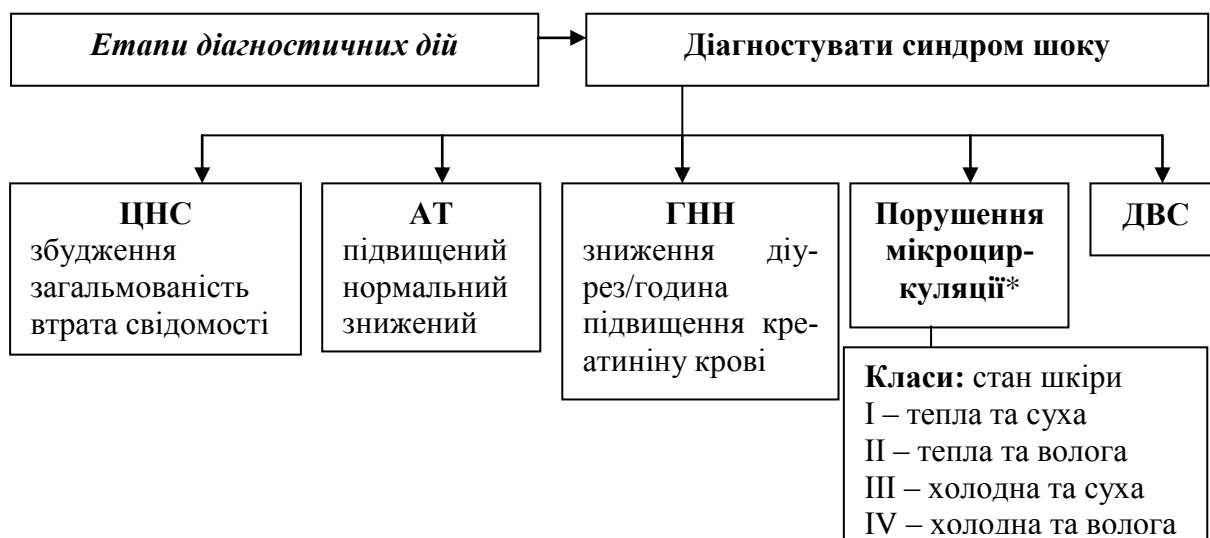 Етапи діагностичних дій
Діагностувати синдром шоку
ЦНС
збудження
загальмованість
втрата свідомості
АТ
підвищений
нормальний
знижений
ГНН
зниження діу-
рез/година
підвищення кре-
атиніну крові
Порушення
мікроцир-
куляції*
ДВС
Класи: стан шкіри
I – тепла та суха
II – тепла та волога
III – холодна та суха
IV – холодна та волога